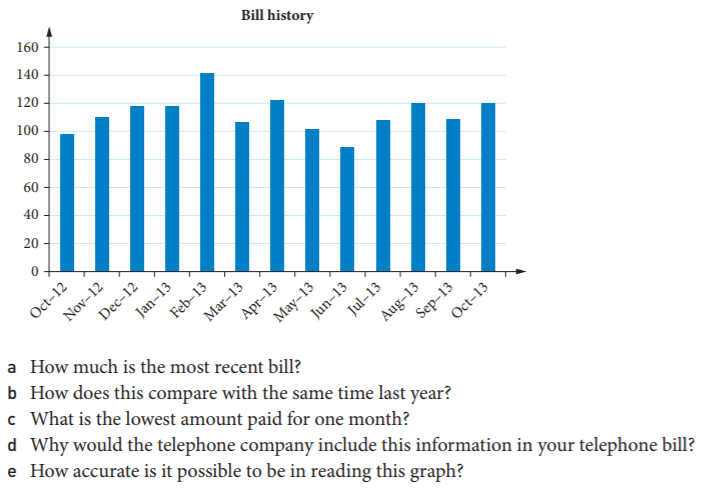 Bill history
160
140
120
100
80
60
40
20
0
Oct–12
Nov–12
Dec–12
Jan–13
Feb–13
Mar–13
Apr–13
May–13
Jun–13
Jul–13
Aug–13
Sep–13
Oct–13
a How much is the most recent bill?
b How does this compare with the same time last year?
c What is the lowest amount paid for one month?
d Why would the telephone company include this information in your telephone bill?
e How accurate is it possible to be in reading this graph?